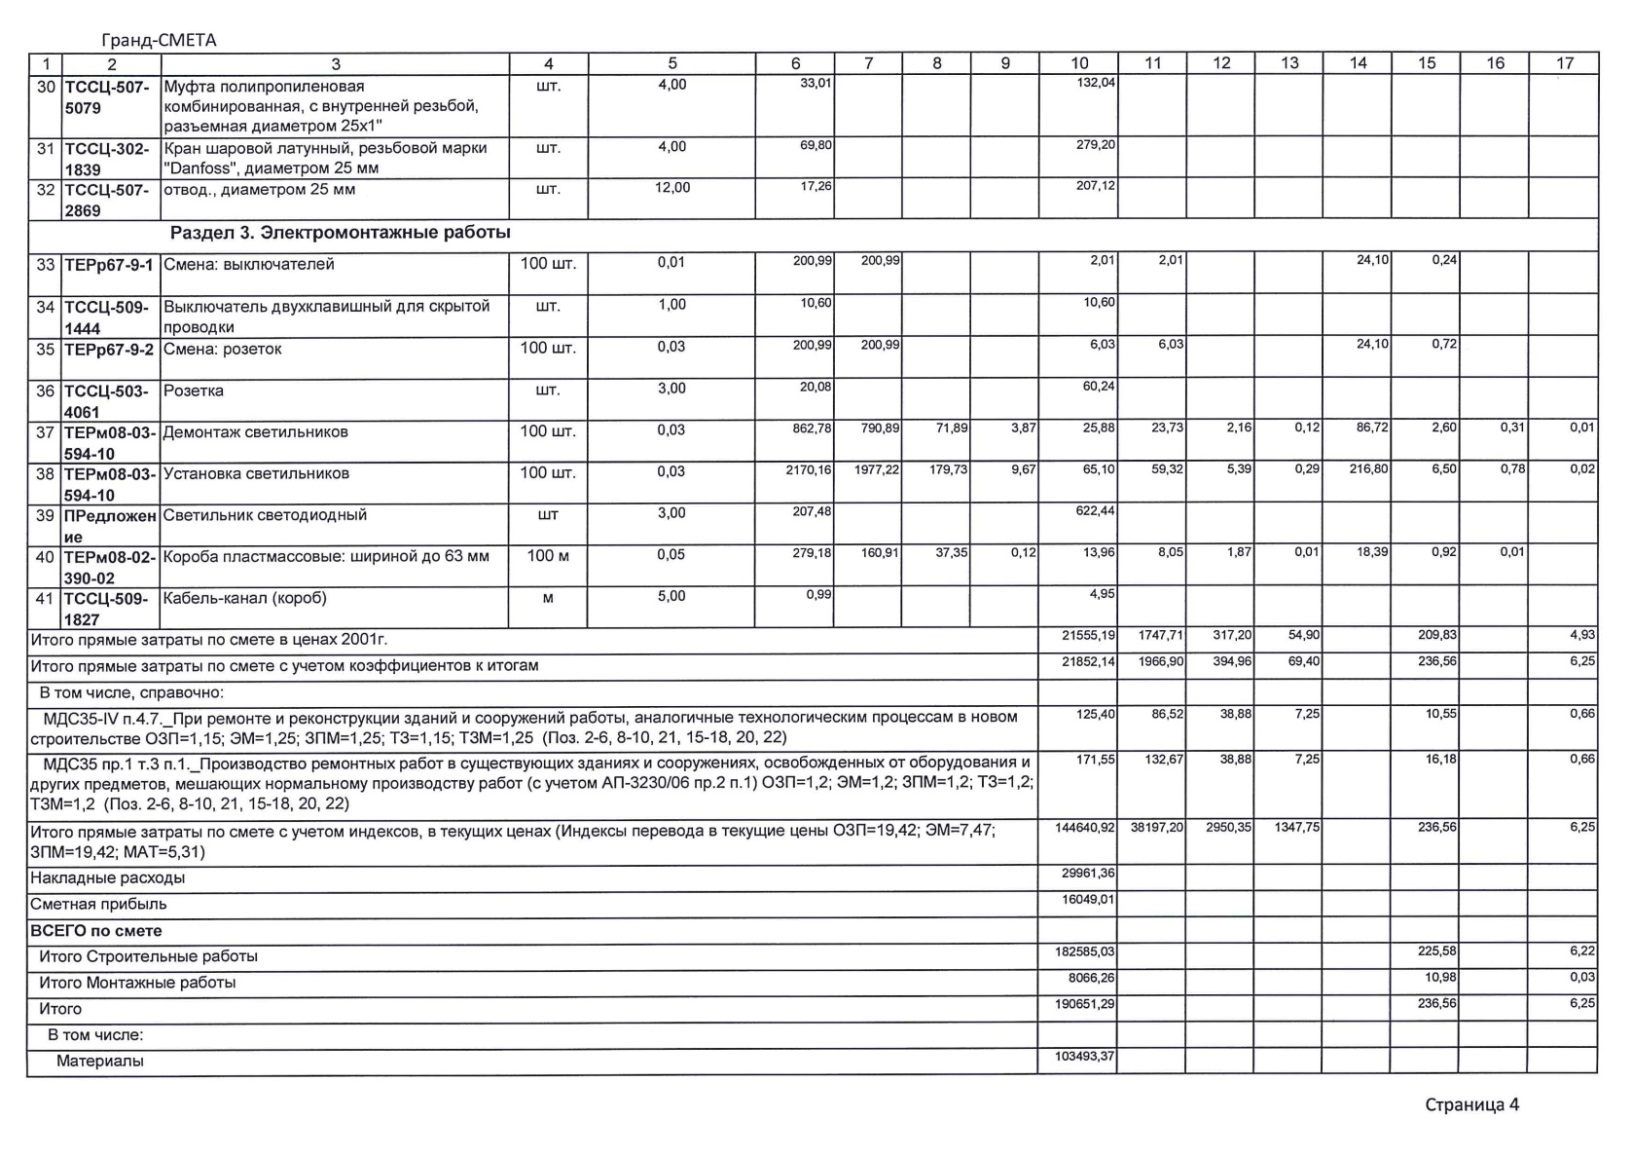 Гранд-СМЕТА
1 2 3 4 5 6 7 8 9 10 11 12 13 14 15 16 17
30 ТССЦ-507- Муфта полипропиленовая шт. 4,00 33,01 132,04
5079 комбинированная, с внутренней резьбой,
разъемная диаметром 25х1"
31 ТССЦ-302- Кран шаровой латунный, резьбовой марки шт. 4,00 69,80 279,20
1839 "Danfoss", диаметром 25 мм
32 ТССЦ-507- отвод., диаметром 25 мм шт. 12,00 17,26 207,12
2869
Раздел 3. Электромонтажные работы
33 ТЕРр67-9-1 Смена: выключателей 100 шт. 0,01 200,99 200,99 2,01 2,01 24,10 0,24
34 ТССЦ-509- Выключатель двухклавишный для скрытой шт. 1,00 10,60 10,60
1444 проводки
35 ТЕРр67-9-2 Смена: розеток 100 шт. 0,03 200,99 200,99 6,03 6,03 24,10 0,72
36 ТССЦ-503- Розетка шт. 3,00 20,08 60,24
4061
37 ТЕРм08-03- Демонтаж светильников 100 шт. 0,03 862,78 790,89 71,89 3,87 25,88 23,73 2,16 0,12 86,72 2,60 0,31 0,01
594-10
38 ТЕРм08-03- Установка светильников 100 шт. 0,03 2170,16 1977,22 179,73 9,67 65,10 59,32 5,39 0,29 216,80 6,50 0,78 0,02
594-10
39 ПРедложен Светильник светодиодный шт 3,00 207,48 622,44
ие
40 ТЕРм08-02- Короба пластмассовые: шириной до 63 мм 100 м 0,05 279,18 160,91 37,35 0,12 13,96 8,05 1,87 0,01 18,39 0,92 0,01
390-02
41 ТССЦ-509- Кабель-канал (короб) м 5,00 0,99 4,95
1827
Итого прямые затраты по смете в ценах 2001г. 21555,19 1747,71 317,20 54,90 209,83 4,93
Итого прямые затраты по смете с учетом коэффициентов к итогам 21852,14 1966,90 394,96 69,40 236,56 6,25
В том числе, справочно:
МДС35-IV п.4.7._При ремонте и реконструкции зданий и сооружений работы, аналогичные технологическим процессам в новом 125,40 86,52 38,88 7,25 10,55 0,66
строительстве ОЗП=1,15; ЭМ=1,25; ЗПМ=1,25; ТЗ=1,15; ТЗМ=1,25 (Поз. 2-6, 8-10, 21, 15-18, 20, 22)
МДС35 пр.1 т.3 п.1._Производство ремонтных работ в существующих зданиях и сооружениях, освобожденных от оборудования и 171,55 132,67 38,88 7,25 16,18 0,66
других предметов, мешающих нормальному производству работ (с учетом АП-3230/06 пр.2 п.1) ОЗП=1,2; ЭМ=1,2; ЗПМ=1,2; ТЗ=1,2;
ТЗМ=1,2 (Поз. 2-6, 8-10, 21, 15-18, 20, 22)
Итого прямые затраты по смете с учетом индексов, в текущих ценах (Индексы перевода в текущие цены ОЗП=19,42; ЭМ=7,47; 144640,92 38197,20 2950,35 1347,75 236,56 6,25
ЗПМ=19,42; МАТ=5,31)
Накладные расходы 29961,36
Сметная прибыль 16049,01
ВСЕГО по смете
Итого Строительные работы 182585,03 225,58 6,22
Итого Монтажные работы 8066,26 10,98 0,03
Итого 190651,29 236,56 6,25
В том числе:
Материалы 103493,37
Страница 4